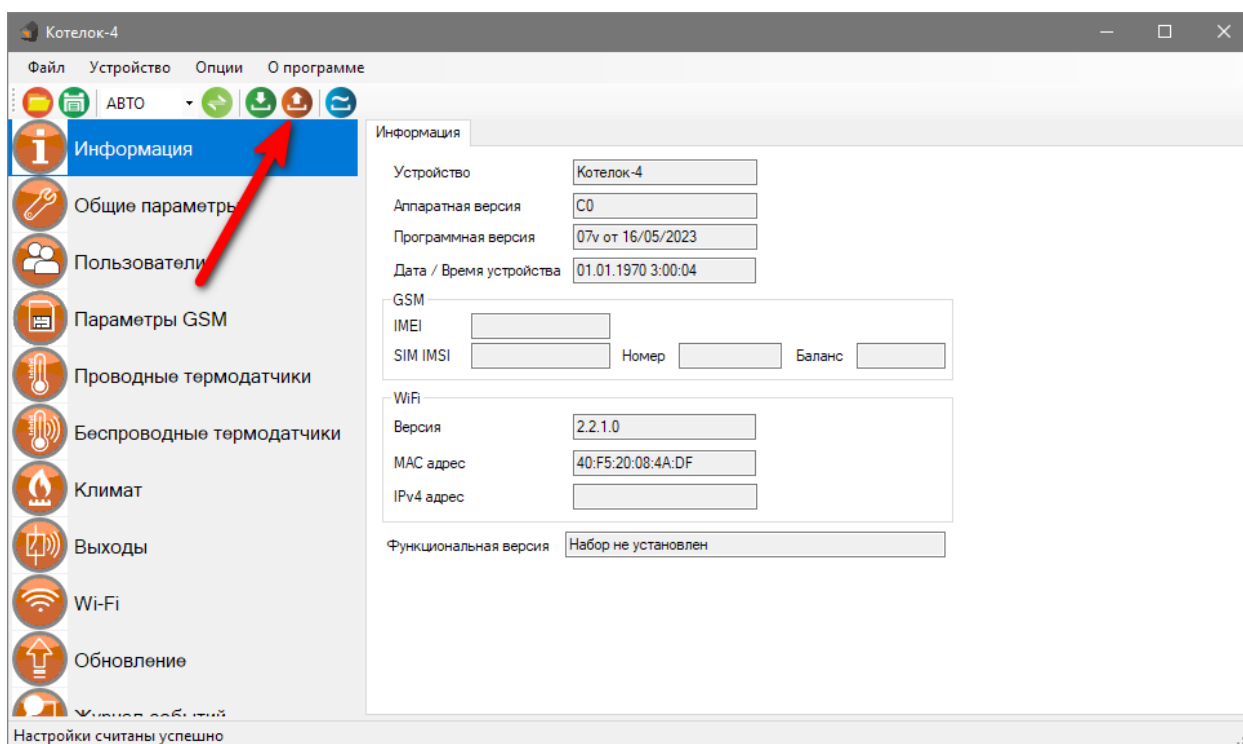 Котелок-4
Файл Устройство Опции О программе
АВТО
Информация
Общие параметры
Пользователи
Параметры GSM
Проводные термодатчики
Беспроводные термодатчики
Климат
Выходы
Wi-Fi
Обновление
Журнал событий
Информация
Устройство Котелок-4
Аппаратная версия C0
Программная версия 07v от 16/05/2023
Дата / Время устройства 01.01.1970 3:00:04
GSM
IMEI
SIM IMSI Номер Баланс
WiFi
Версия 2.2.1.0
MAC адрес 40:F5:20:08:4A:DF
IPv4 адрес
Функциональная версия Набор не установлен
Настройки считаны успешно